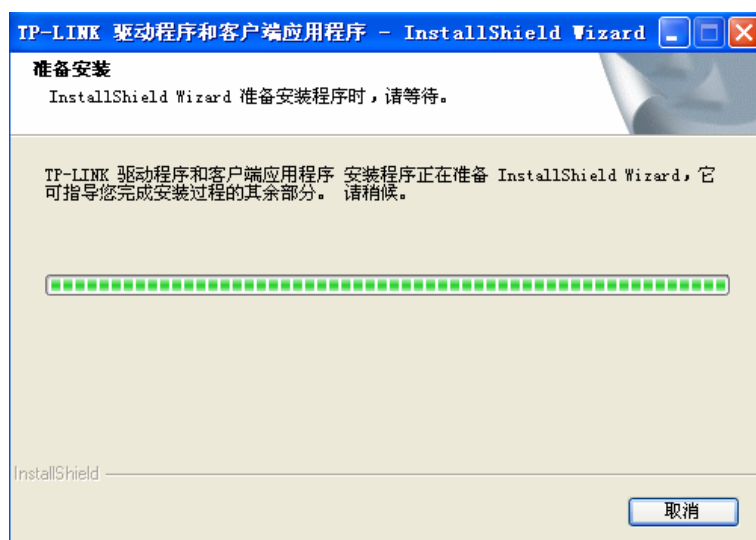 TP-LINK 驱动程序和客户端应用程序 - InstallShield Wizard
准备安装
InstallShield Wizard 准备安装程序时，请等待。
TP-LINK 驱动程序和客户端应用程序 安装程序正在准备 InstallShield Wizard，它
可指导您完成安装过程的其余部分。 请稍候。
InstallShield
取消